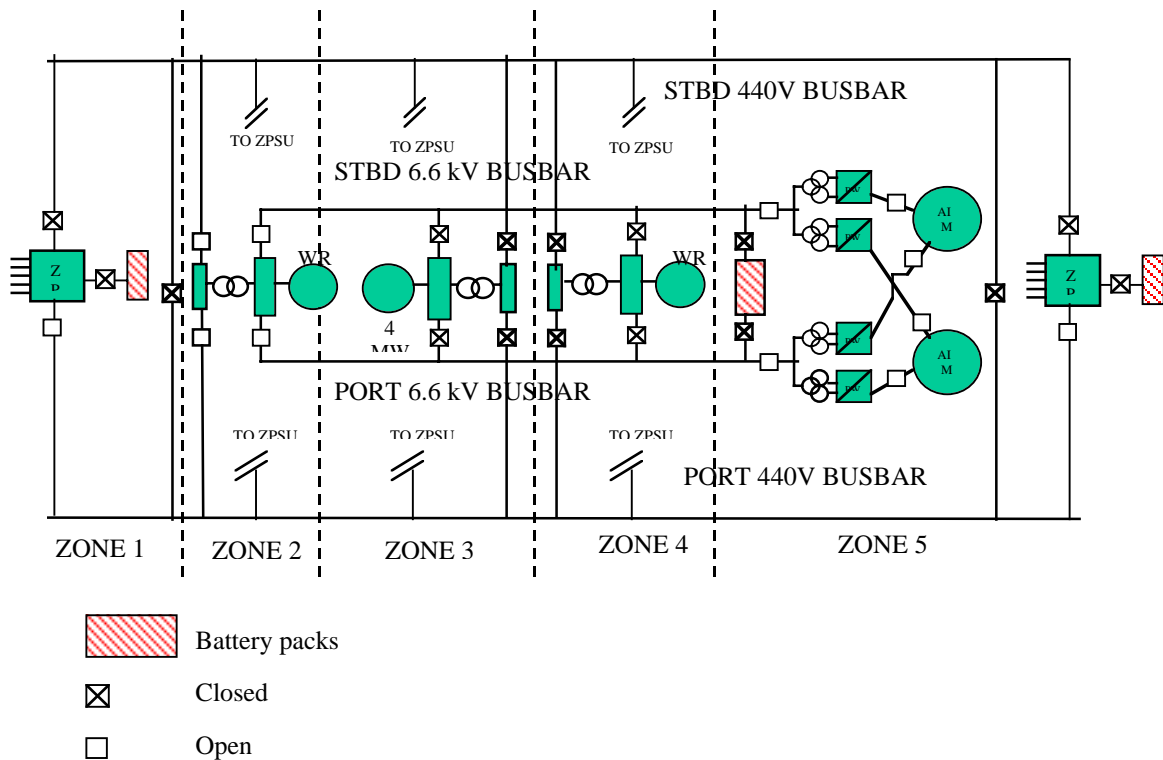 STBD 440V BUSBAR
TO ZPSU
TO ZPSU
TO ZPSU
STBD 6.6 kV BUSBAR
AI
M
WR
WR
Z
4
AI
M
PORT 6.6 kV BUSBAR
TO ZPSU
TO ZPSU
TO ZPSU
PORT 440V BUSBAR
ZONE 1
ZONE 2
ZONE 3
ZONE 4
ZONE 5
Z
Battery packs
Closed
Open